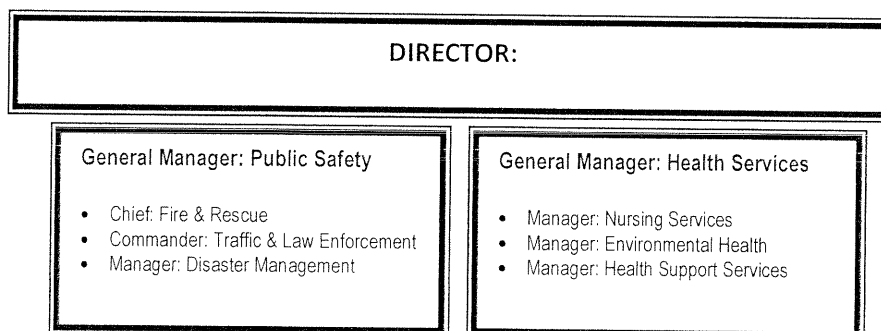 DIRECTOR:
General Manager: Public Safety
• Chief: Fire & Rescue
• Commander: Traffic & Law Enforcement
• Manager: Disaster Management
General Manager: Health Services
• Manager: Nursing Services
• Manager: Environmental Health
• Manager: Health Support Services